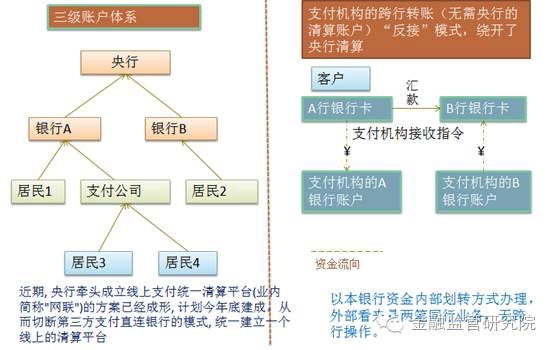 三级账户体系
央行
银行A
银行B
居民1
支付公司
居民2
居民3
居民4
近期, 央行牵头成立线上支付统一清算平台(业内
简称"网联")的方案已经成形, 计划今年底建成。从
而切断第三方支付直连银行的模式, 统一建立一个
线上的清算平台
支付机构的跨行转账（无需央行的
清算账户）“反接”模式，绕开了
央行清算
客户
汇
款
A行银行卡
B行银行卡
支付机构接收指令
¥
¥
支付机构的A
银行账户
支付机构的B
银行账户
资金流向
以本银行资金内部划转方式办理，
外部看来是两笔同行业务，无跨
行操作。
金融监管研究院